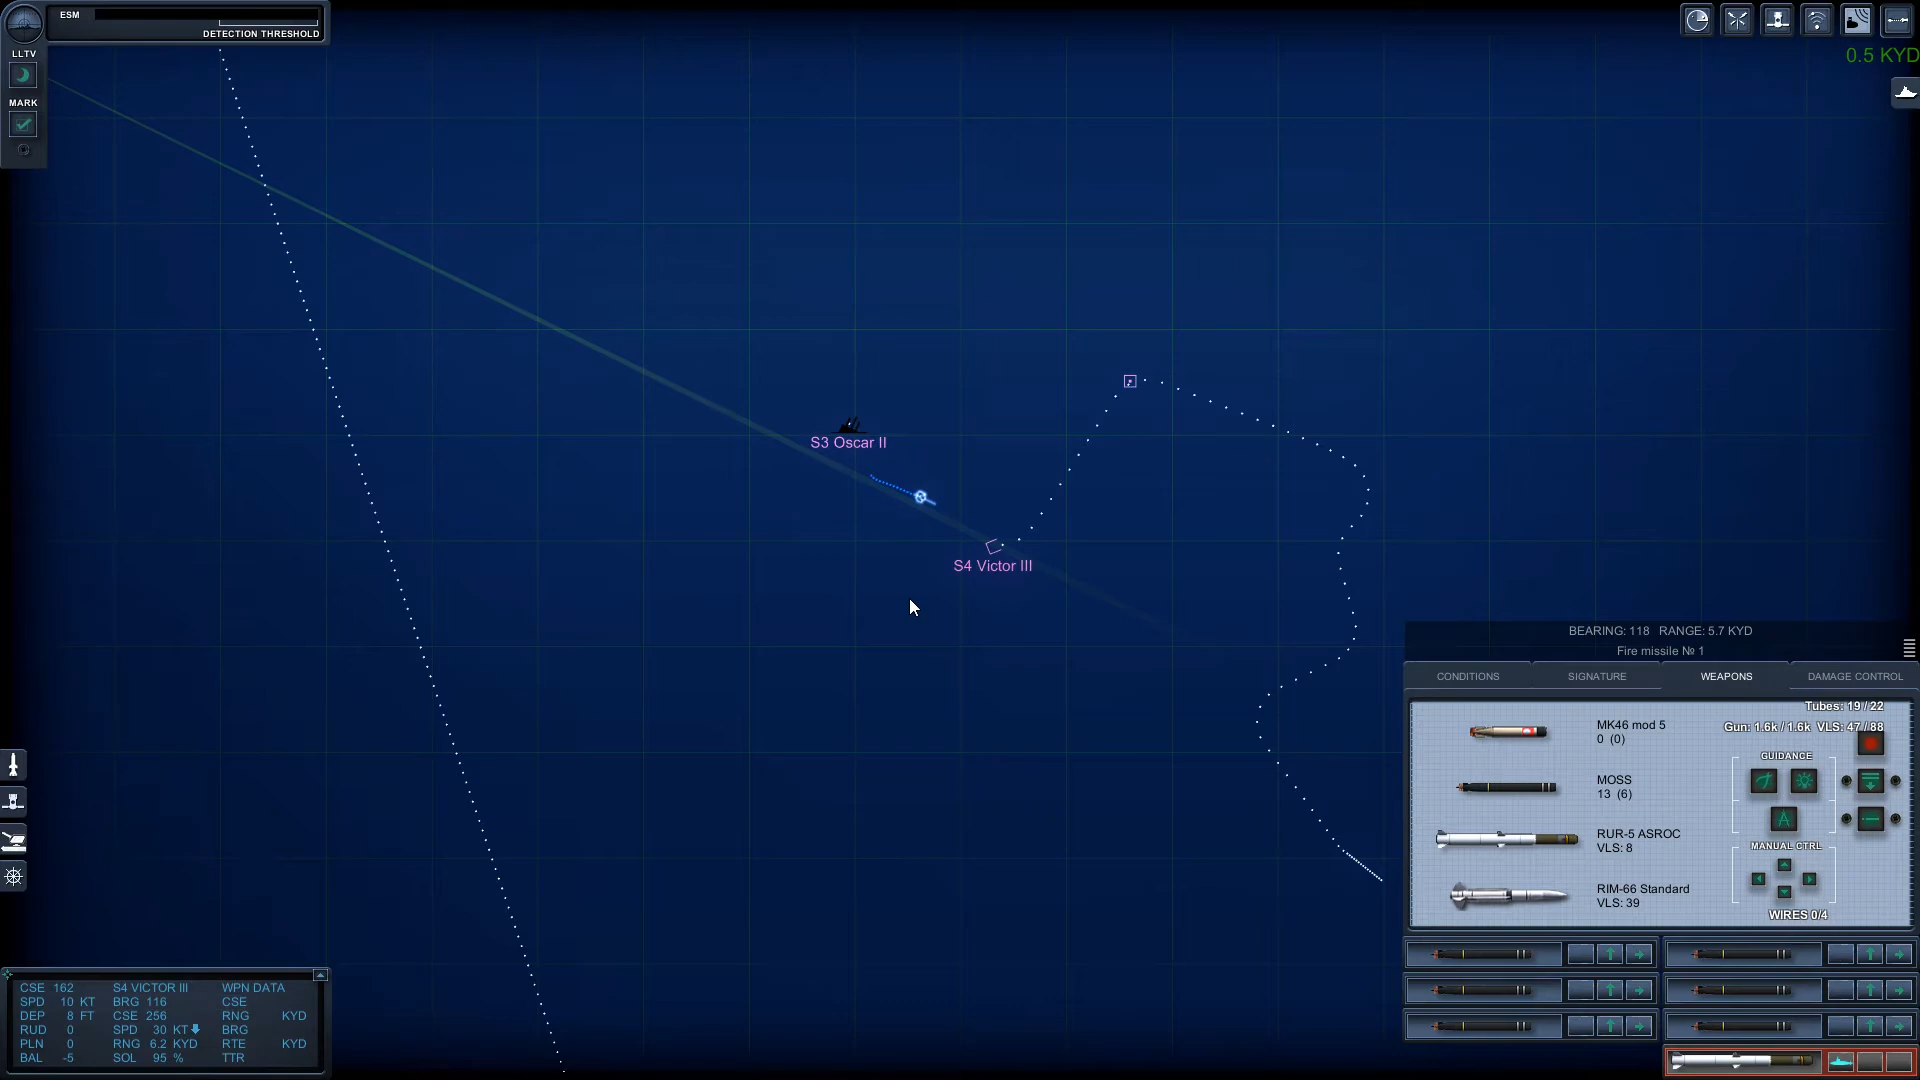 ESM
DETECTION THRESHOLD
LLTV
MARK
0.5 KYD
S3 Oscar II
S4 Victor III
BEARING: 118 RANGE: 5.7 KYD
Fire missile № 1
CONDITIONS SIGNATURE WEAPONS DAMAGE CONTROL
Tubes: 19 / 22
Gun: 1.6k / 1.6k VLS: 47 / 88
MK46 mod 5
0 (0)
MOSS
13 (6)
RUR-5 ASROC
VLS: 8
RIM-66 Standard
VLS: 39
GUIDANCE
MANUAL CTRL
WIRES 0/4
CSE 162 S4 VICTOR III WPN DATA
SPD 10 KT BRG 116 CSE
DEP 8 FT CSE 256 RNG KYD
RUD 0 SPD 30 KT BRG
PLN 0 RNG 6.2 KYD RTE KYD
BAL -5 SOL 95 % TTR